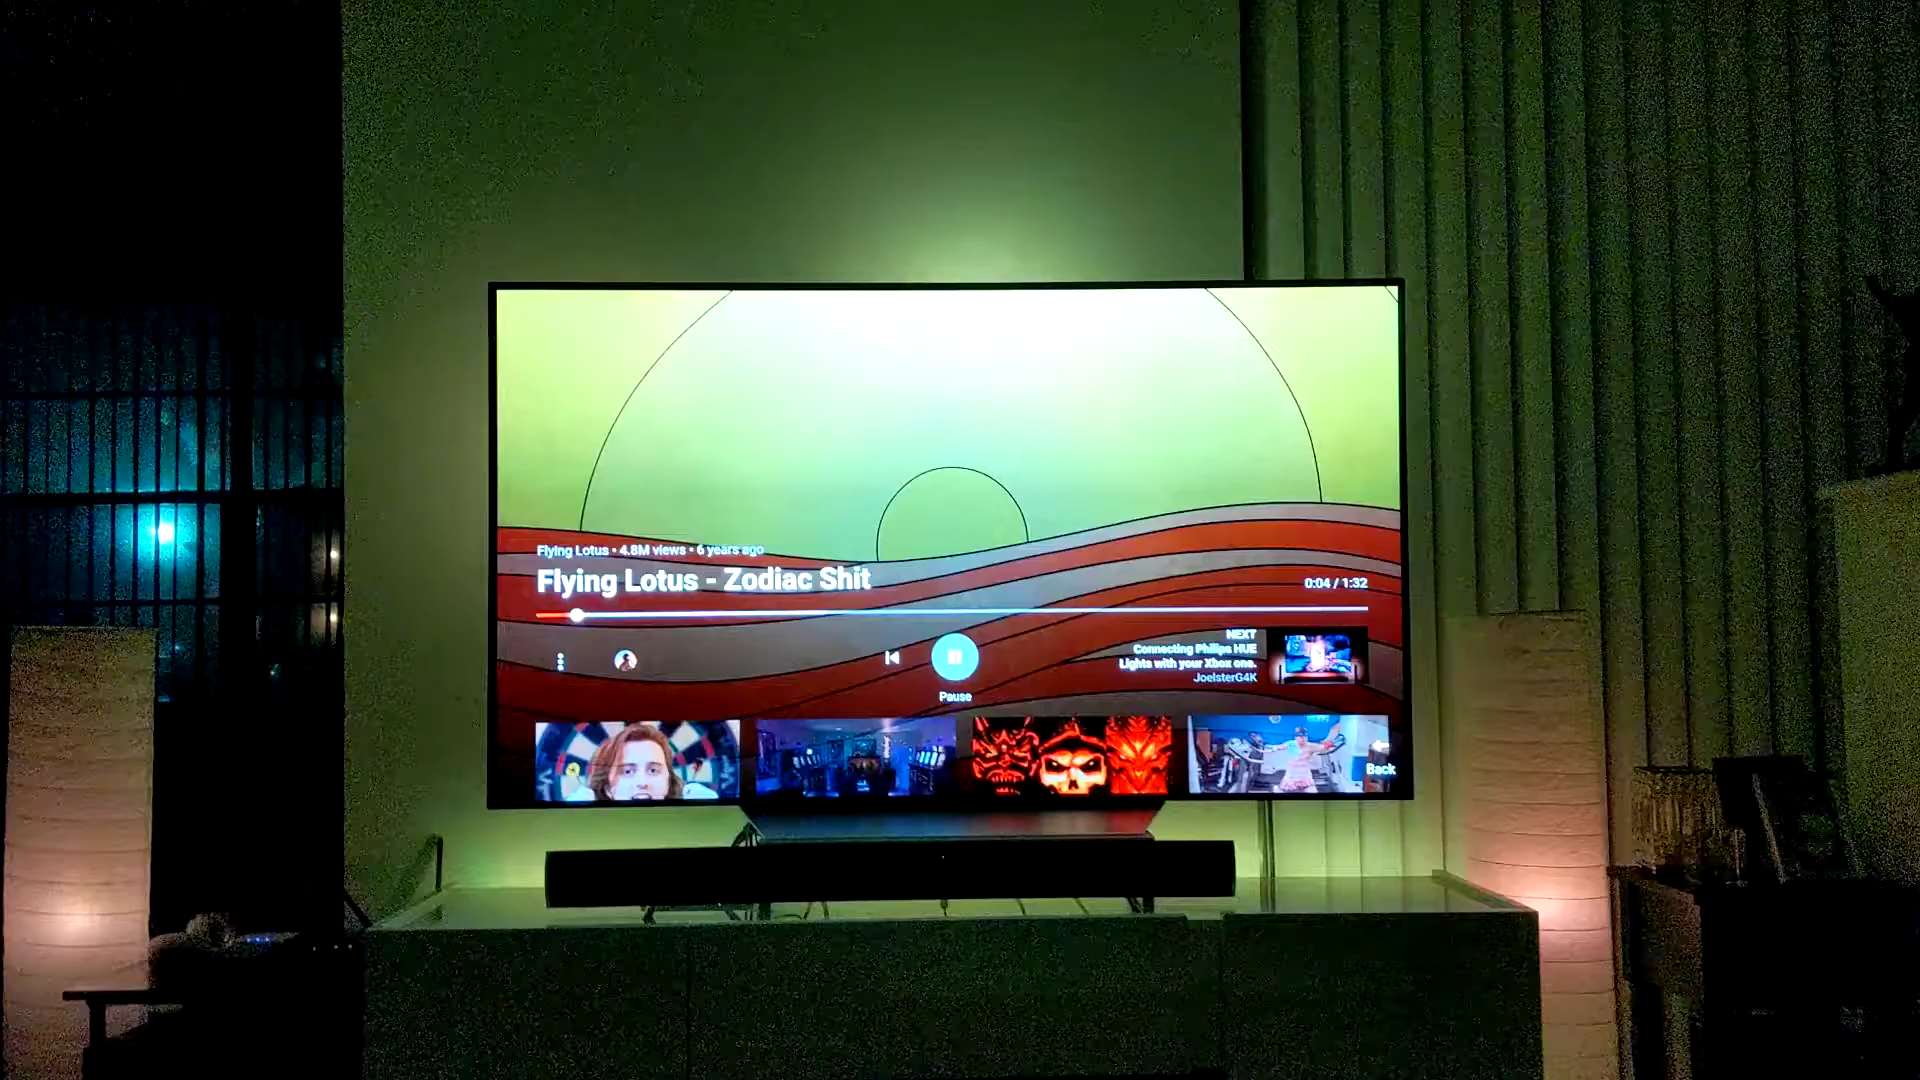 Flying Lotus • 4.8M views • 6 years ago
Flying Lotus - Zodiac Shit
0:04 / 1:32
NEXT
Connecting Philips HUE
Lights with your Xbox one.
JoelsterG4K
Pause
Back